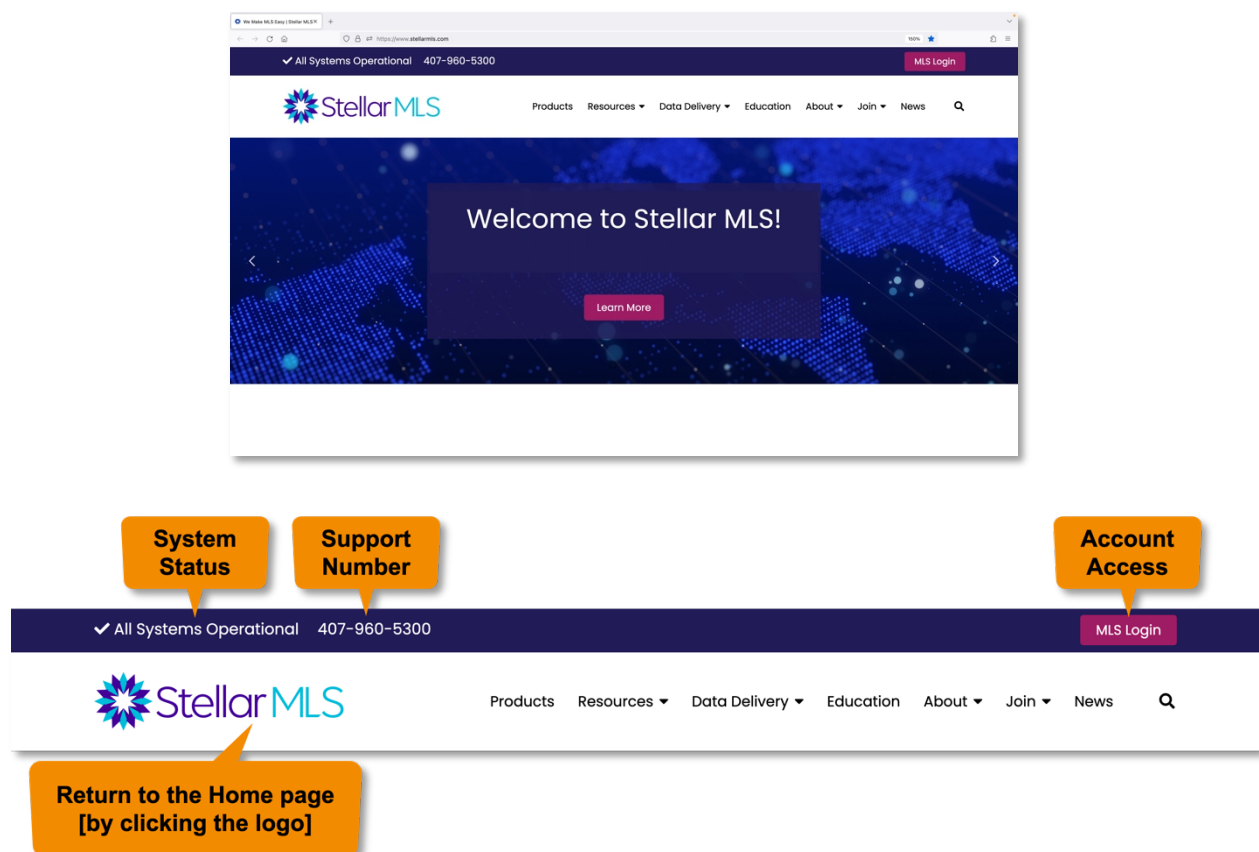 We Make MLS Easy | Stellar MLS
https://www.stellarmls.com
150%
All Systems Operational 407-960-5300 MLS Login
Stellar MLS
Products Resources Data Delivery Education About Join News
Welcome to Stellar MLS!
Learn More
System
Status
Support
Number
Account
Access
All Systems Operational 407-960-5300 MLS Login
Stellar MLS
Products Resources Data Delivery Education About Join News
Return to the Home page
[by clicking the logo]